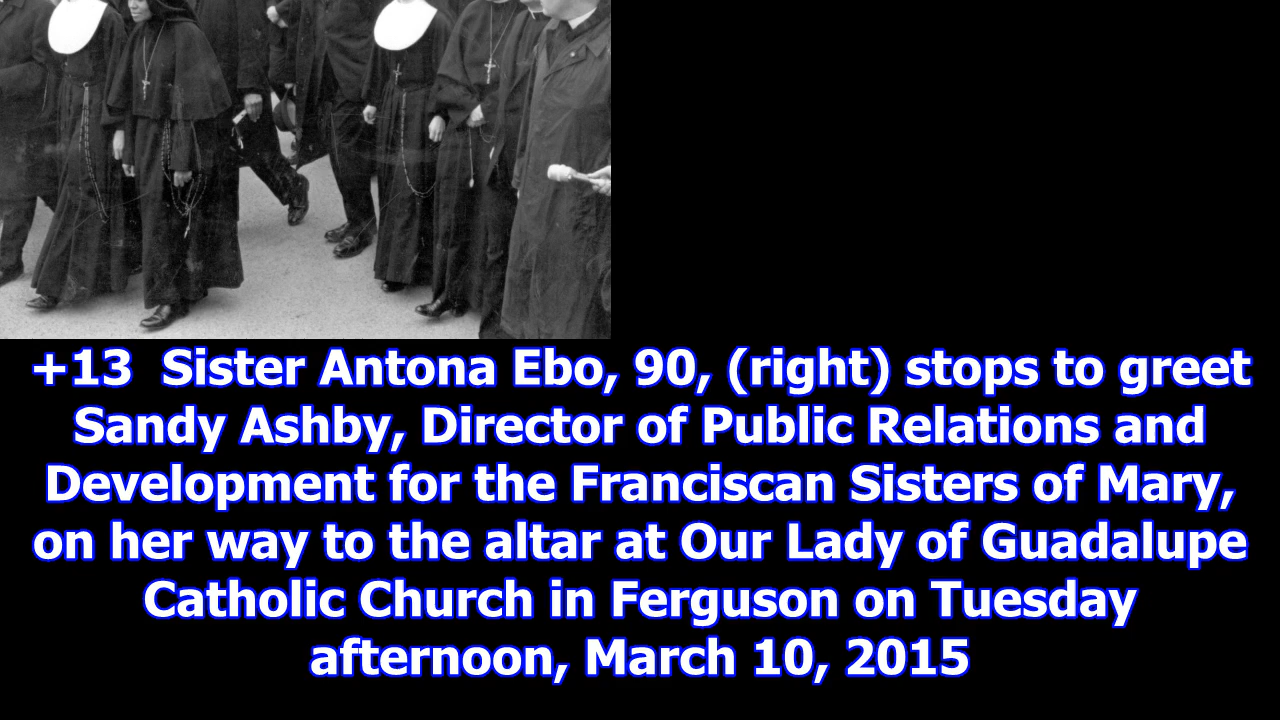 +13  Sister Antona Ebo, 90, (right) stops to greet
Sandy Ashby, Director of Public Relations and
Development for the Franciscan Sisters of Mary,
on her way to the altar at Our Lady of Guadalupe
Catholic Church in Ferguson on Tuesday
afternoon, March 10, 2015